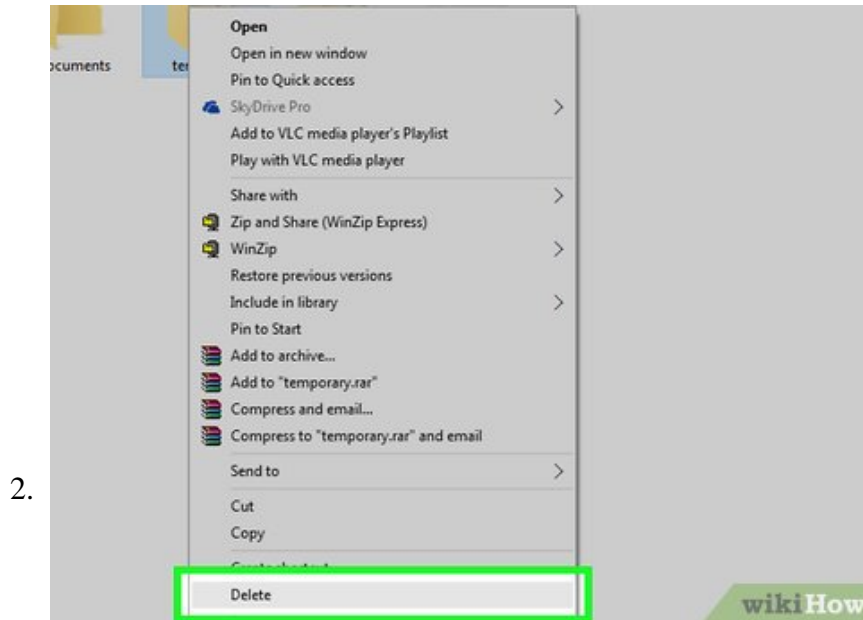 Open
Open in new window
ocuments
Pin to Quick access
SkyDrive Pro
Add to VLC media player's Playlist
Play with VLC media player
Share with
Zip and Share (WinZip Express)
WinZip
Restore previous versions
Include in library
Pin to Start
Add to archive...
Add to "temporary.rar"
Compress and email...
Compress to "temporary.rar" and email
Send to
2.
Cut
Copy
Delete
wikiHow